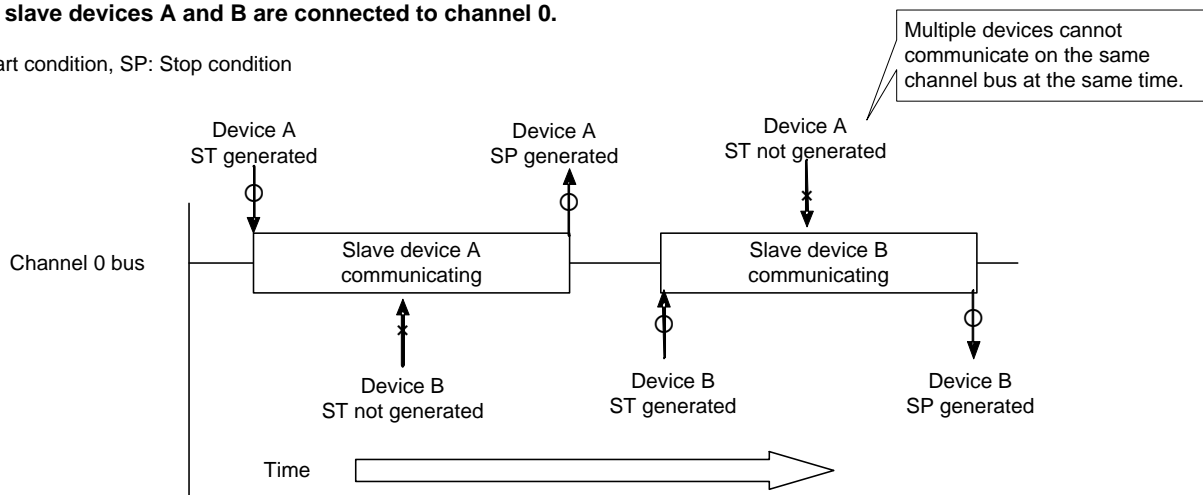 slave devices A and B are connected to channel 0.
art condition, SP: Stop condition
Multiple devices cannot
communicate on the same
channel bus at the same time.
Device A
ST generated
Device A
SP generated
Device A
ST not generated
Channel 0 bus
Slave device A
communicating
Slave device B
communicating
Device B
ST not generated
Device B
ST generated
Device B
SP generated
Time